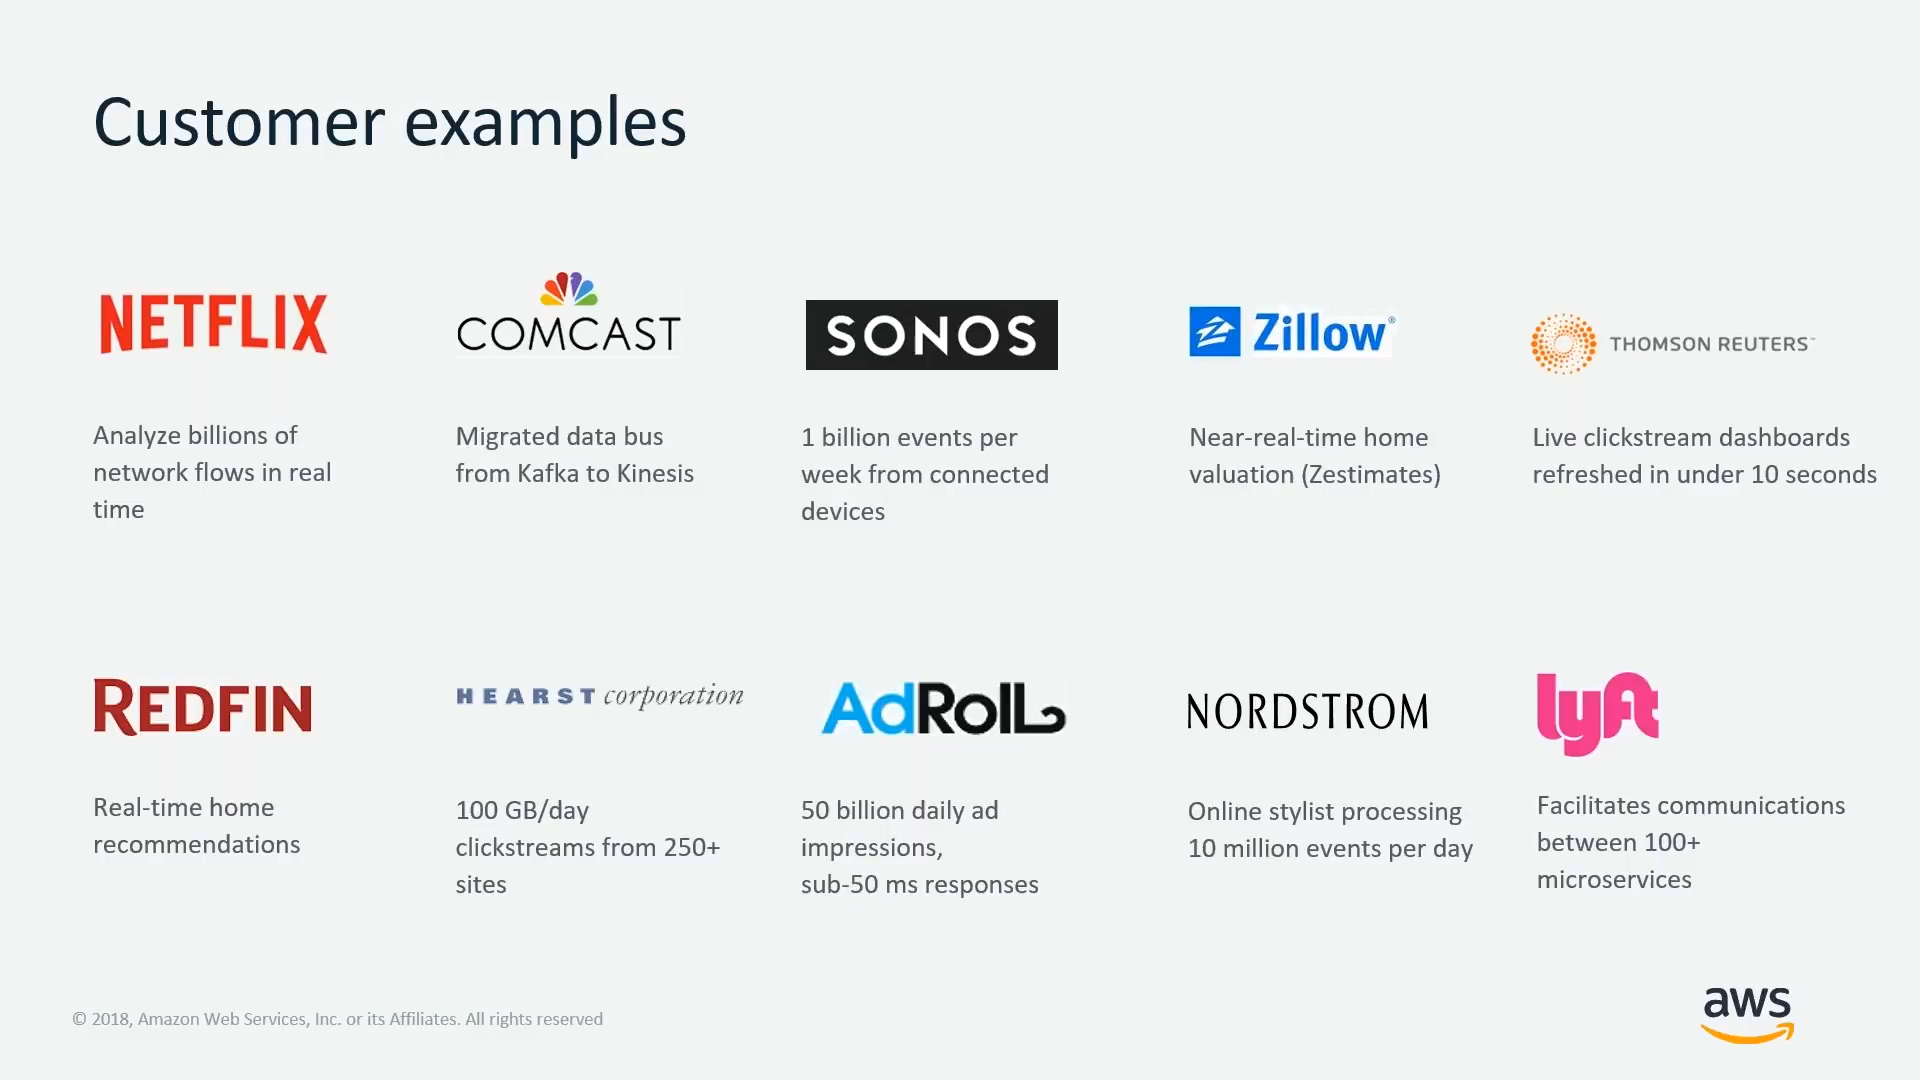 Customer examples
NETFLIX
Analyze billions of
network flows in real
time
COMCAST
Migrated data bus
from Kafka to Kinesis
SONOS
1 billion events per
week from connected
devices
Zillow®
Near-real-time home
valuation (Zestimates)
THOMSON REUTERS™
Live clickstream dashboards
refreshed in under 10 seconds
REDFIN
Real-time home
recommendations
HEARST corporation
100 GB/day
clickstreams from 250+
sites
AdRoll
50 billion daily ad
impressions,
sub-50 ms responses
NORDSTROM
Online stylist processing
10 million events per day
lyft
Facilitates communications
between 100+
microservices
© 2018, Amazon Web Services, Inc. or its Affiliates. All rights reserved
aws